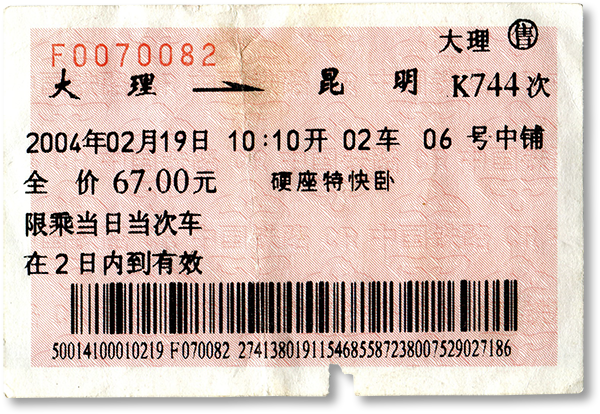 F0070082
大理 ㊎售
大理 → 昆明 K744次
2004年02月19日 10:10开 02车 06 号中铺
全 价 67.00元 硬座特快卧
限乘当日当次车
在2日内到有效
50014100010219 F070082 27413801911546855872380075290271​86